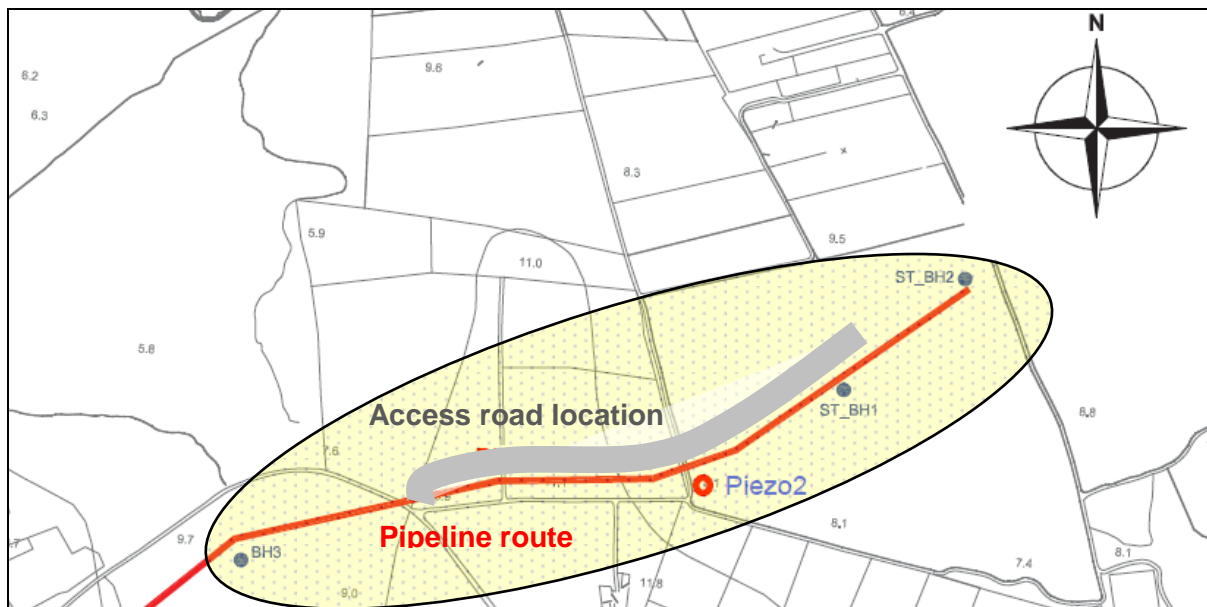 N
8.4
6.2
9.6
6.3
8.3
x
5.9
9.5
11.0
ST_BH2
5.8
Access road location
ST_BH1
8.8
7.6
Piezo2
Pipeline route
8.1
9.7
BH3
8.1
7.4
11.8
9.0